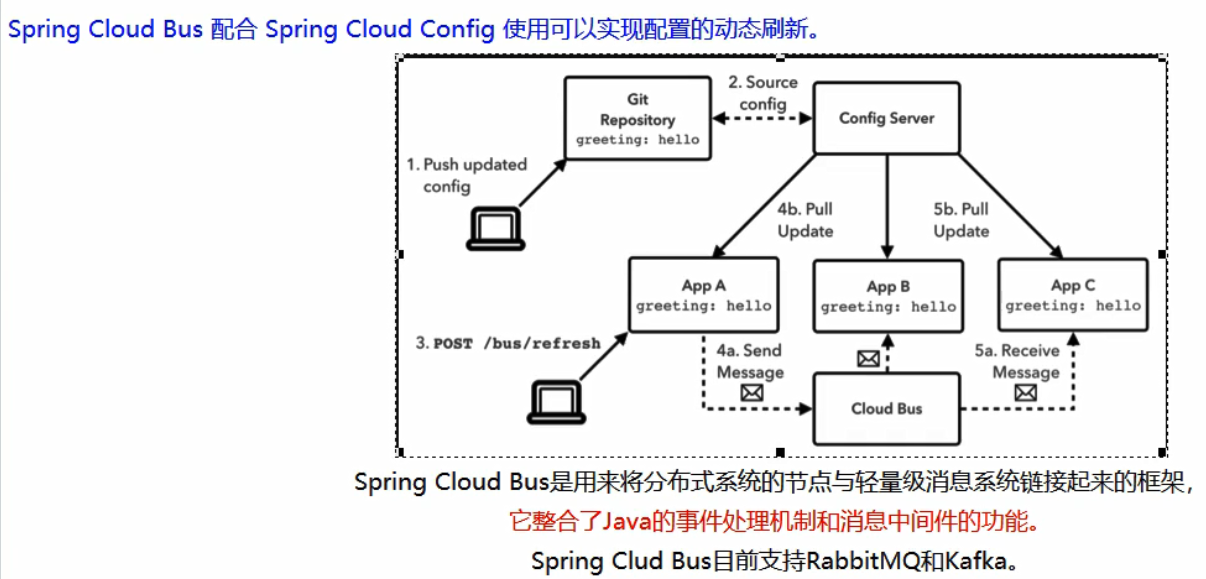 Spring Cloud Bus 配合 Spring Cloud Config 使用可以实现配置的动态刷新。
Git
Repository
greeting: hello
2. Source
config
Config Server
1. Push updated
config
4b. Pull
Update
5b. Pull
Update
App A
greeting: hello
App B
greeting: hello
App C
greeting: hello
3. POST /bus/refresh
4a. Send
Message
5a. Receive
Message
Cloud Bus
Spring Cloud Bus是用来将分布式系统的节点与轻量级消息系统链接起来的框架，
它整合了Java的事件处理机制和消息中间件的功能。
Spring Clud Bus目前支持RabbitMQ和Kafka。